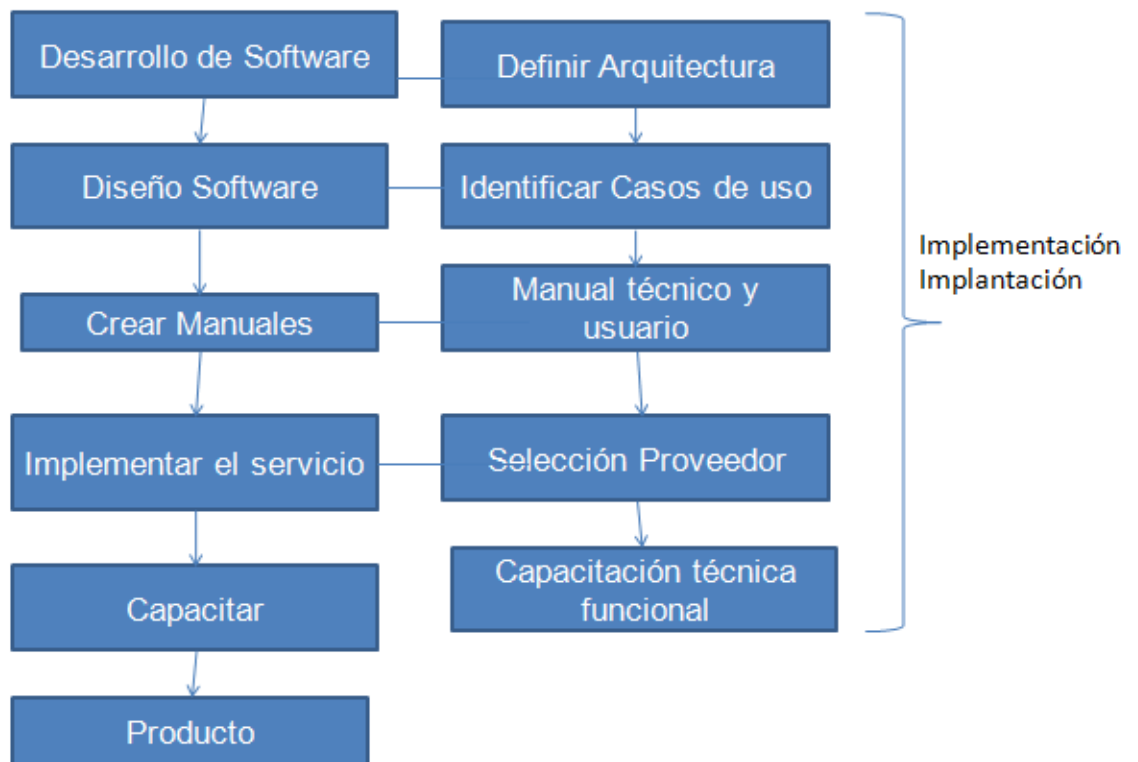 Desarrollo de Software
Definir Arquitectura
Diseño Software
Identificar Casos de uso
Implementación
Implantación
Crear Manuales
Manual técnico y
usuario
Implementar el servicio
Selección Proveedor
Capacitar
Capacitación técnica
funcional
Producto